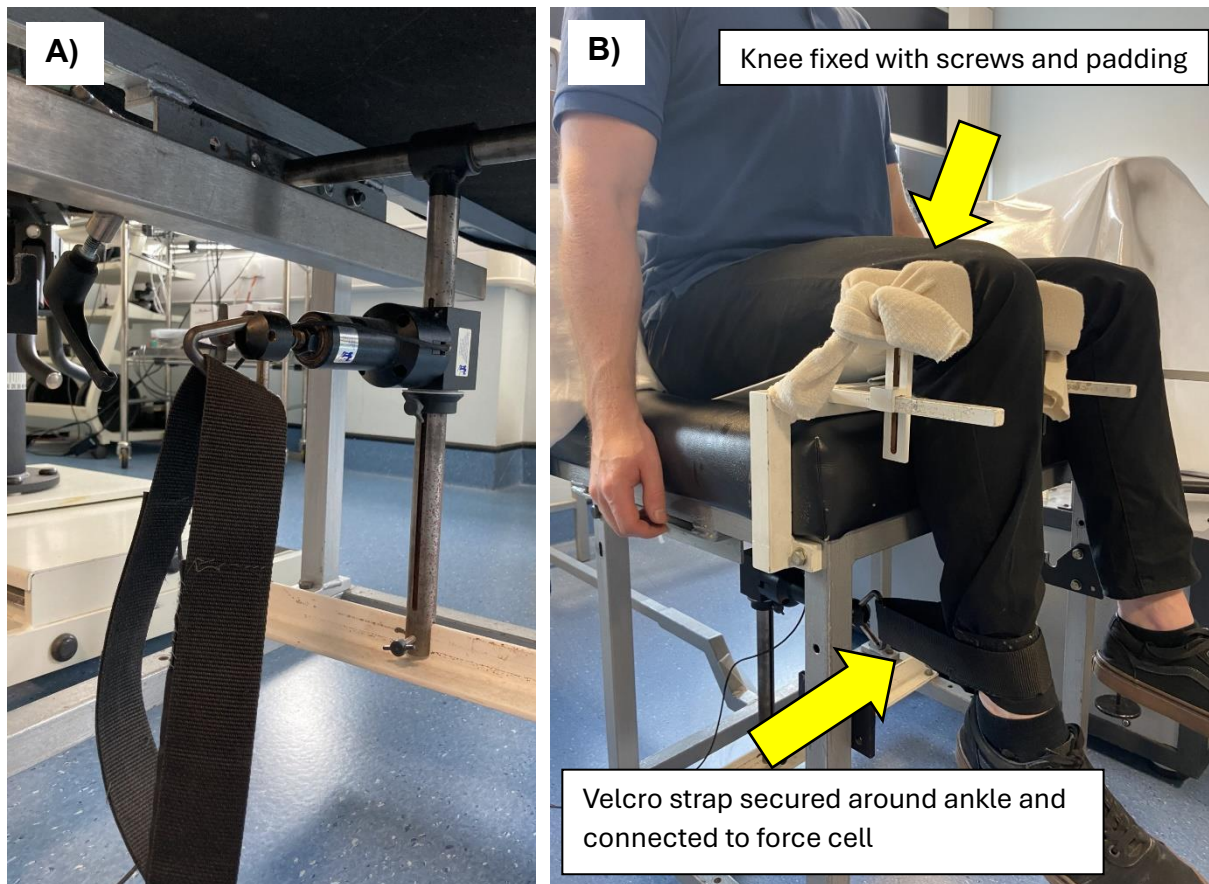 A)
B)
Knee fixed with screws and padding
Velcro strap secured around ankle and
connected to force cell